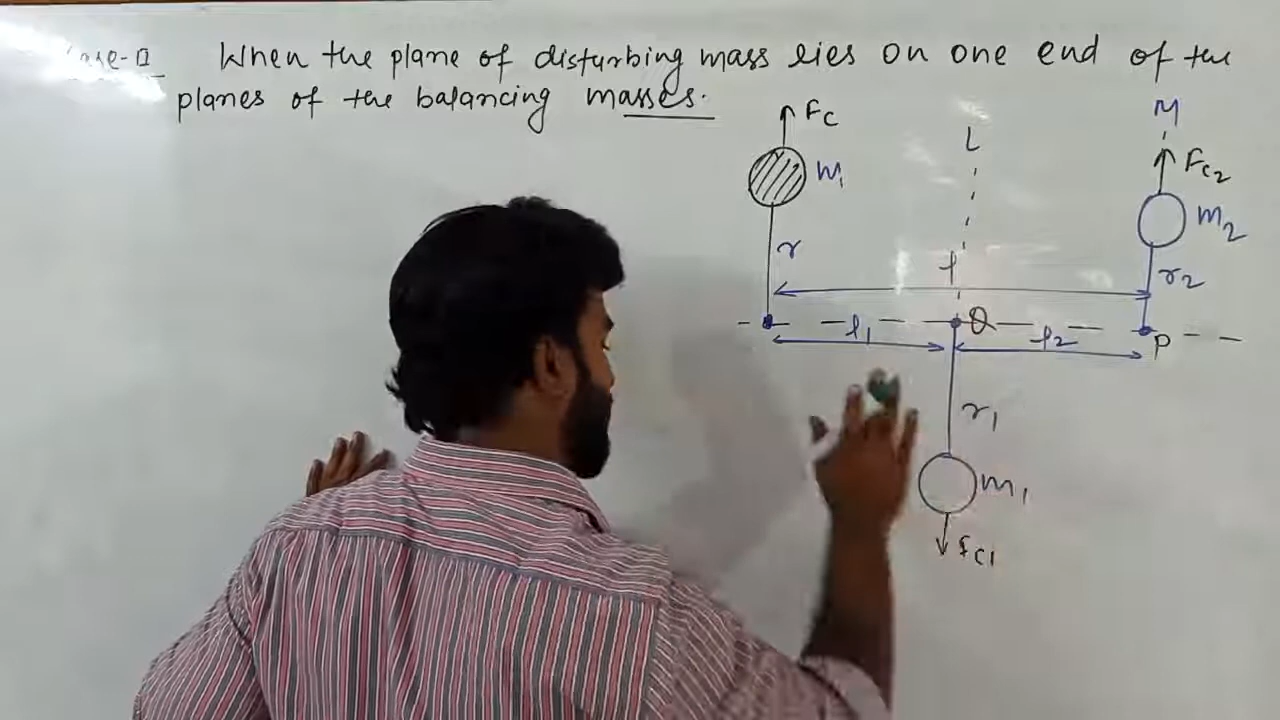 When the plane of disturbing mass lies on one end of the
planes of the balancing masses.
Fc
M
L
Fc2
m1
m2
r
r2
l
Q
l1
l2
P
r1
m1
Fc1